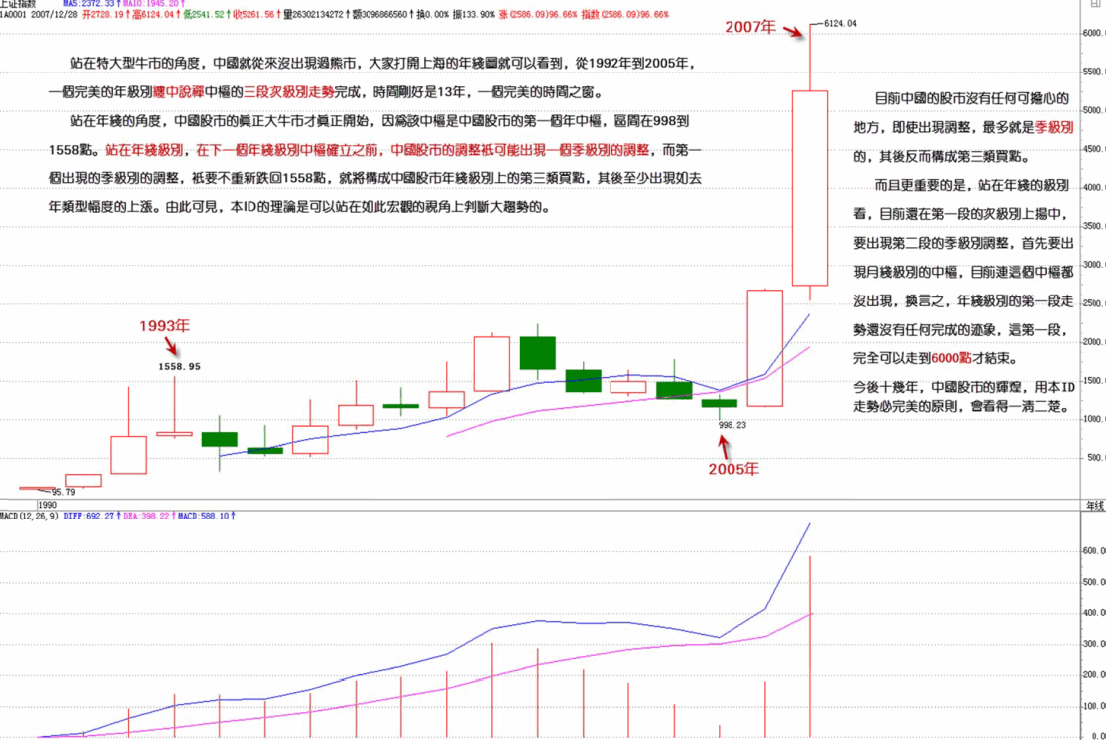 上证指数 MA5:2372.33↑MA10:1945.20↑
1A0001 2007/12/28 开2728.19↑高6124.04↑低2541.52↑收5261.56↑量26302134272↑额3096866560↑换0.00% 振133.90% 涨(2586.09)96.66% 指数(2586.09)96.66%
2007年
6124.04
站在特大型牛市的角度，中國就從來沒出現過熊市，大家打開上海的年綫圖就可以看到，從1992年到2005年，
一個完美的年級別纏中說禪中樞的三段次級別走勢完成，時間剛好是13年，一個完美的時間之窗。
站在年綫的角度，中國股市的眞正大牛市才眞正開始，因爲該中樞是中國股市的第一個年中樞，區間在998到
1558點。站在年綫級別，在下一個年綫級別中樞確立之前，中國股市的調整衹可能出現一個季級別的調整，而第一
個出現的季級別的調整，衹要不重新跌回1558點，就將構成中國股市年綫級別上的第三類買點，其後至少出現如去
年類型幅度的上漲。由此可見，本ID的理論是可以站在如此宏觀的視角上判斷大趨勢的。
目前中國的股市沒有任何可擔心的
地方，即使出現調整，最多就是季級別
的，其後反而構成第三類買點。
而且更重要的是，站在年綫的級別
看，目前還在第一段的次級別上揚中，
要出現第二段的季級別調整，首先要出
現月綫級別的中樞，目前連這個中樞都
沒出現，換言之，年綫級別的第一段走
勢還沒有任何完成的迹象，這第一段，
完全可以走到6000點才結束。
今後十幾年，中國股市的輝煌，用本ID
走勢必完美的原則，會看得一清二楚。
1993年
1558.95
998.23
2005年
95.79
1990
6000.
5500.
5000.
4500.
4000.
3500.
3000.
2500.
2000.
1500.
1000.
500.
年线
MACD(12,26,9) DIFF:692.27↑DEA:398.22↑MACD:588.10↑
600.0
500.0
400.0
300.0
200.0
100.0
0.0